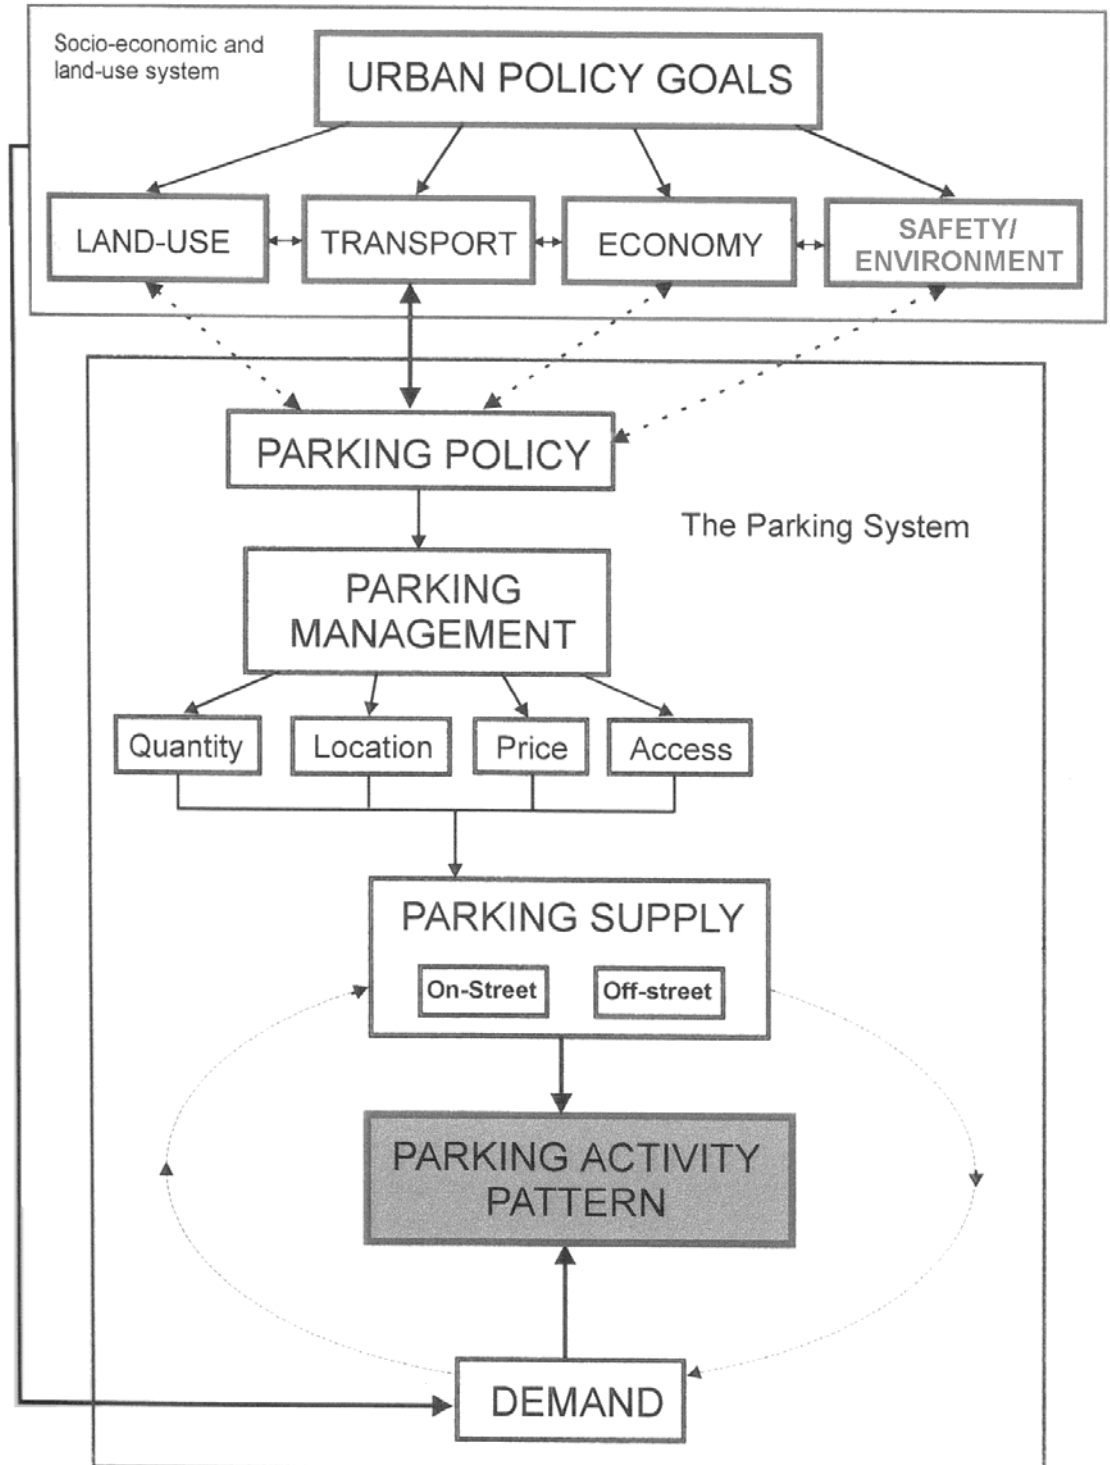 Socio-economic and
land-use system
URBAN POLICY GOALS
LAND-USE
TRANSPORT
ECONOMY
SAFETY/
ENVIRONMENT
PARKING POLICY
The Parking System
PARKING
MANAGEMENT
Quantity
Location
Price
Access
PARKING SUPPLY
On-Street
Off-street
PARKING ACTIVITY
PATTERN
DEMAND